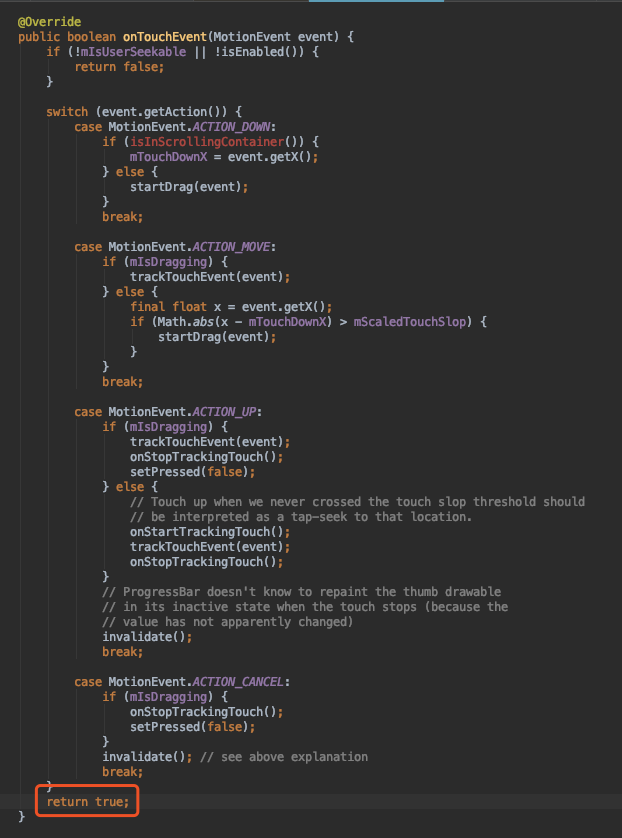 @Override
public boolean onTouchEvent(MotionEvent event) {
    if (!mIsUserSeekable || !isEnabled()) {
        return false;
    }

    switch (event.getAction()) {
        case MotionEvent.ACTION_DOWN:
            if (isInScrollingContainer()) {
                mTouchDownX = event.getX();
            } else {
                startDrag(event);
            }
            break;

        case MotionEvent.ACTION_MOVE:
            if (mIsDragging) {
                trackTouchEvent(event);
            } else {
                final float x = event.getX();
                if (Math.abs(x - mTouchDownX) > mScaledTouchSlop) {
                    startDrag(event);
                }
            }
            break;

        case MotionEvent.ACTION_UP:
            if (mIsDragging) {
                trackTouchEvent(event);
                onStopTrackingTouch();
                setPressed(false);
            } else {
                // Touch up when we never crossed the touch slop threshold should
                // be interpreted as a tap-seek to that location.
                onStartTrackingTouch();
                trackTouchEvent(event);
                onStopTrackingTouch();
            }
            // ProgressBar doesn't know to repaint the thumb drawable
            // in its inactive state when the touch stops (because the
            // value has not apparently changed)
            invalidate();
            break;

        case MotionEvent.ACTION_CANCEL:
            if (mIsDragging) {
                onStopTrackingTouch();
                setPressed(false);
            }
            invalidate(); // see above explanation
            break;
    }
    return true;
}